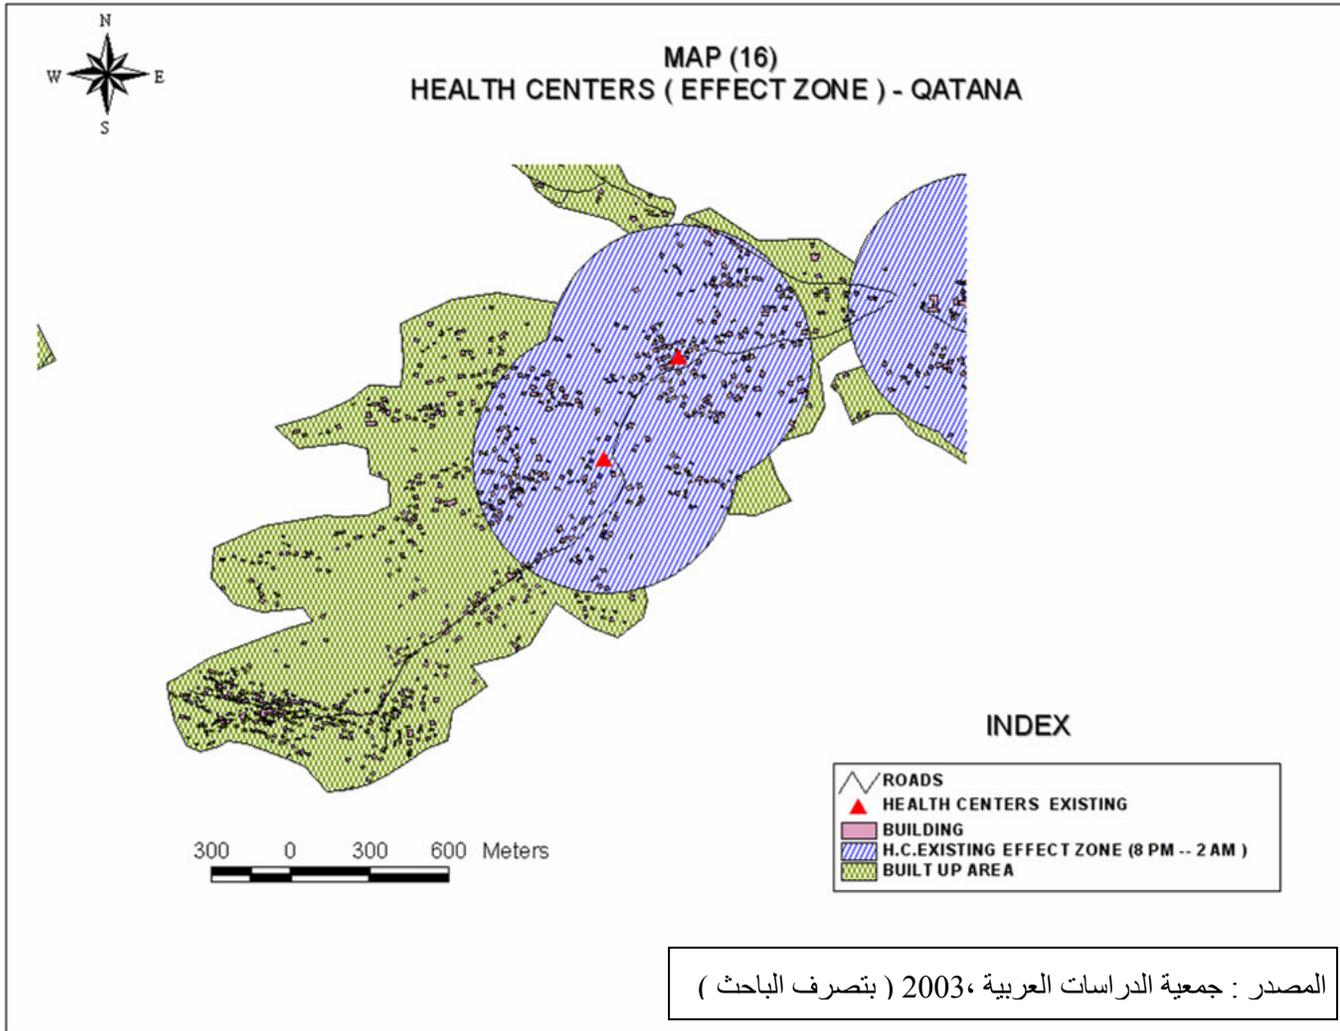 N
W E
S
MAP (16)
HEALTH CENTERS ( EFFECT ZONE ) - QATANA
INDEX
ROADS
HEALTH CENTERS EXISTING
BUILDING
H.C.EXISTING EFFECT ZONE (8 PM -- 2 AM )
BUILT UP AREA
300 0 300 600 Meters
المصدر : جمعية الدراسات العربية ،2003 ( بتصرف الباحث )